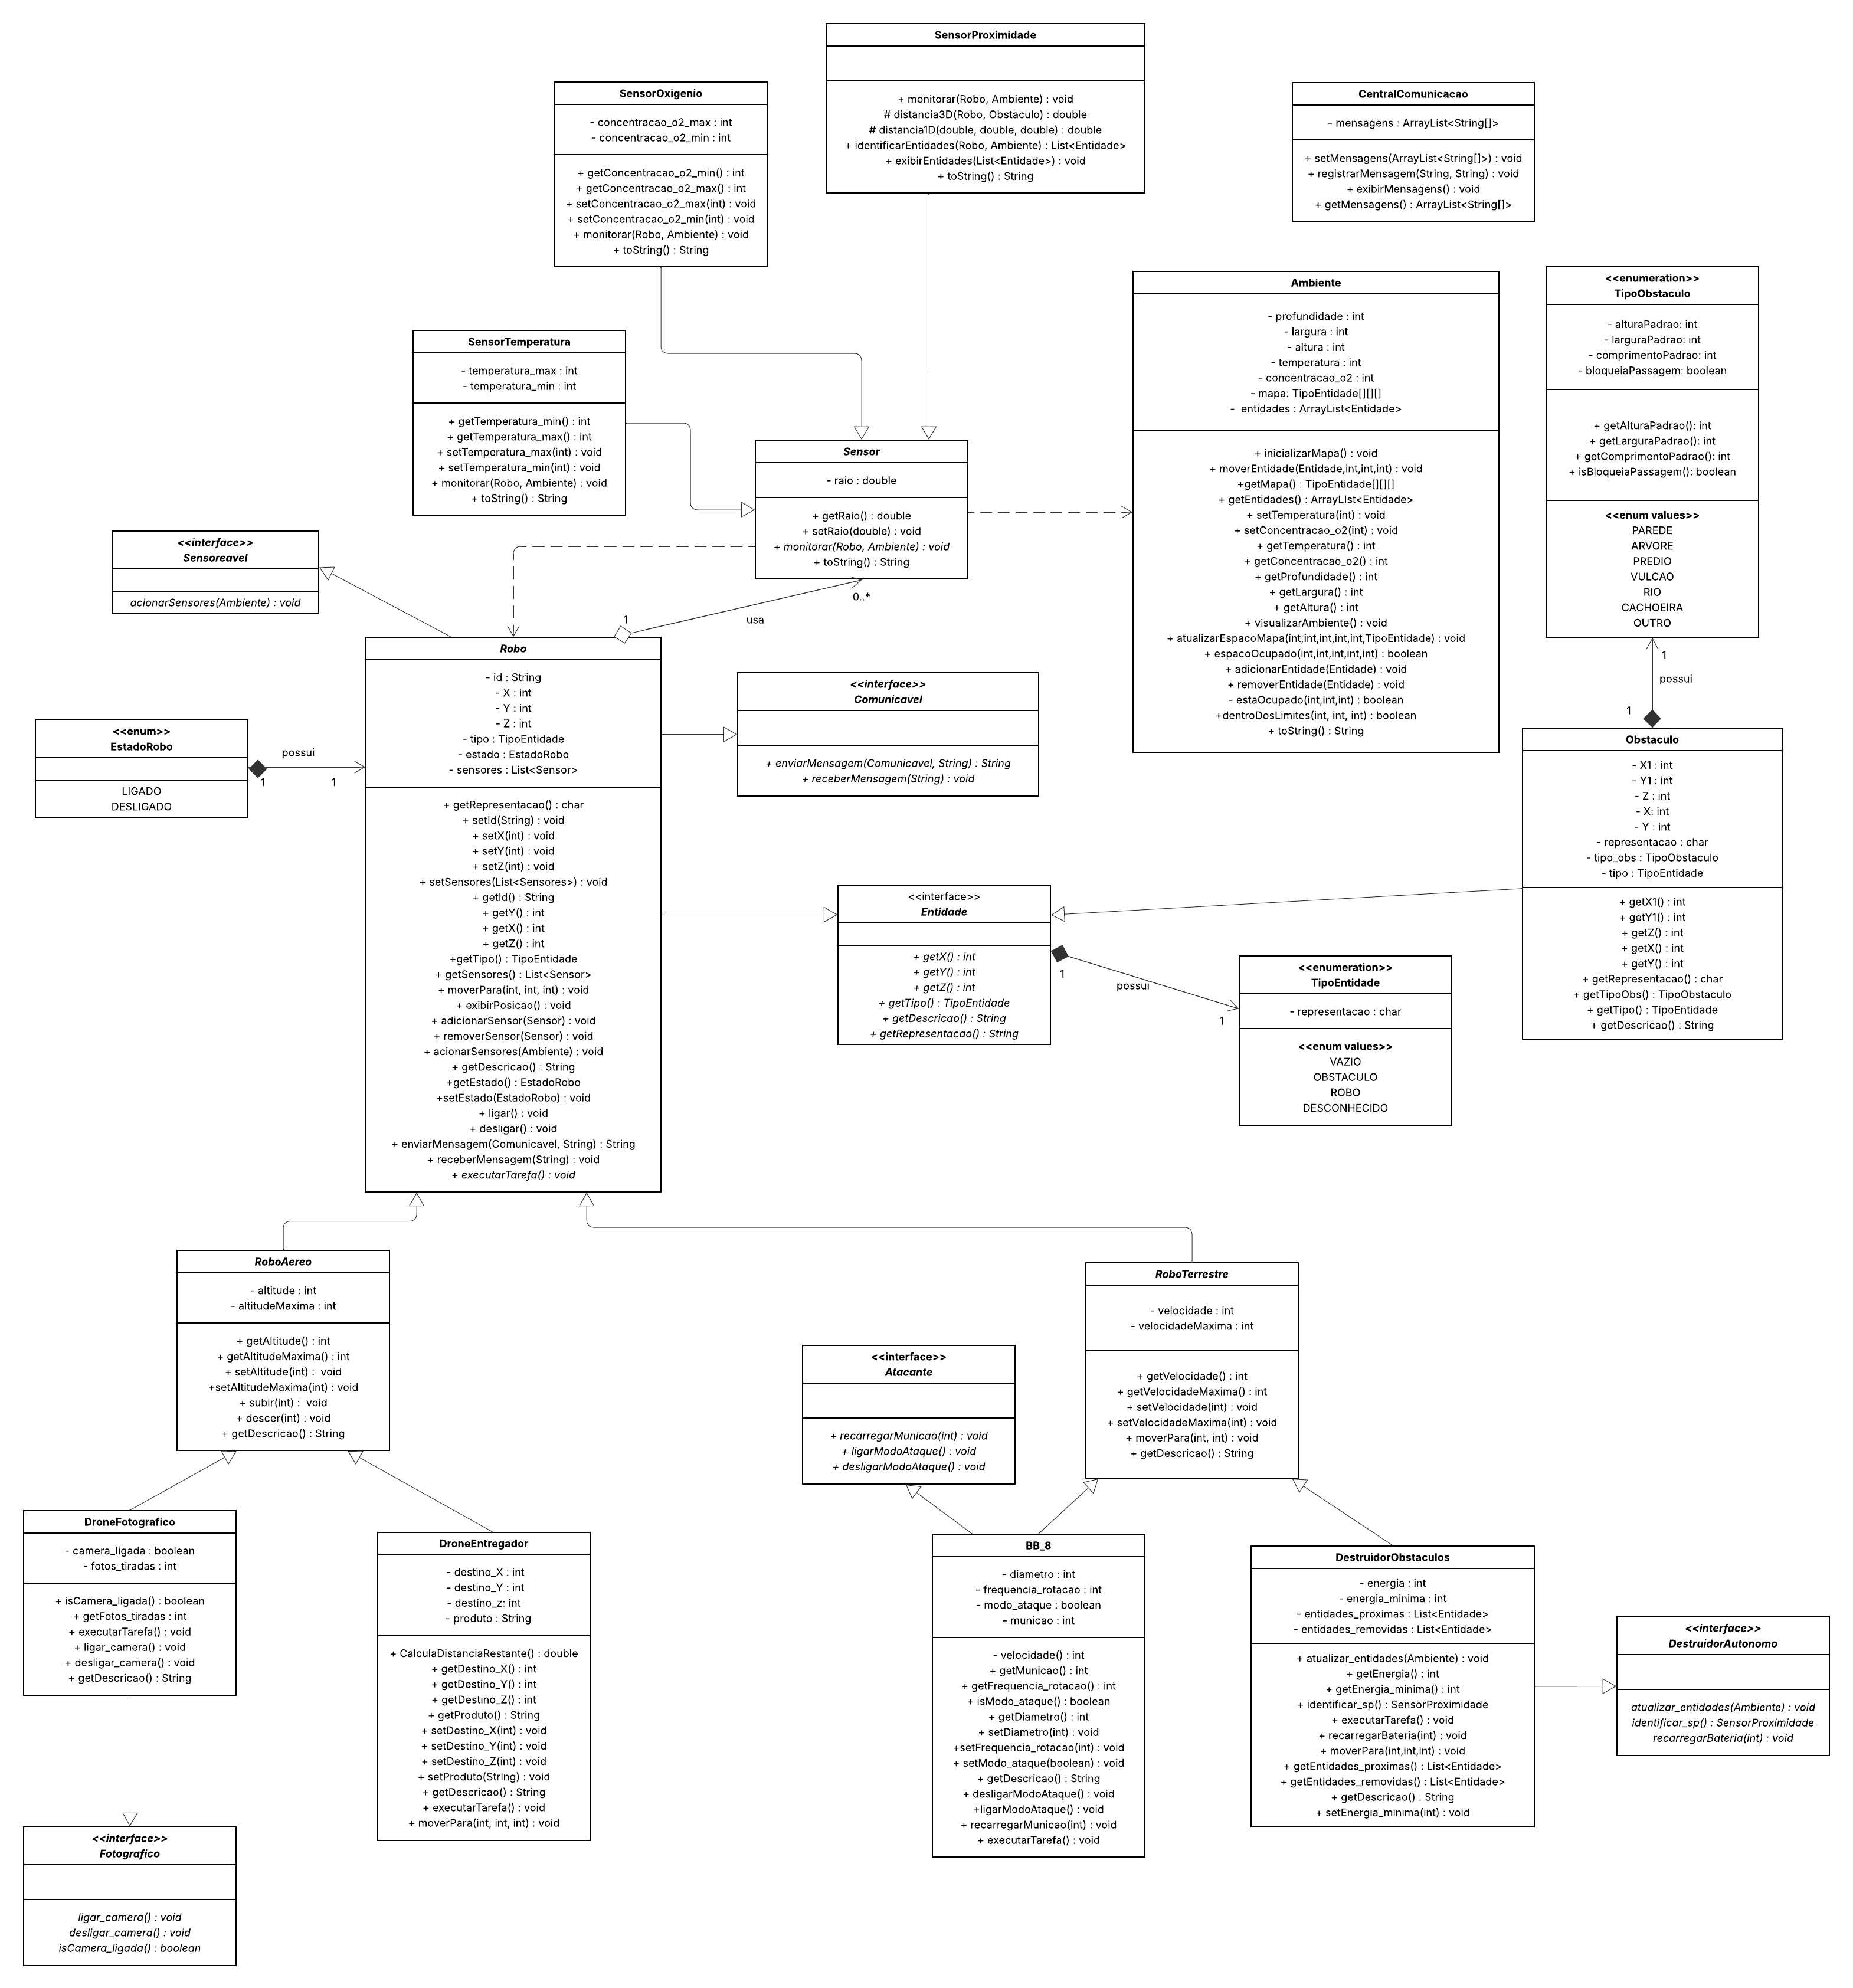 SensorProximidade
+ monitorar(Robo, Ambiente) : void
# distancia3D(Robo, Obstaculo) : double
# distancia1D(double, double, double) : double
+ identificarEntidades(Robo, Ambiente) : List<Entidade>
+ exibirEntidades(List<Entidade>) : void
+ toString() : String
SensorOxigenio
- concentracao_o2_max : int
- concentracao_o2_min : int
+ getConcentracao_o2_min() : int
+ getConcentracao_o2_max() : int
+ setConcentracao_o2_max(int) : void
+ setConcentracao_o2_min(int) : void
+ monitorar(Robo, Ambiente) : void
+ toString() : String
CentralComunicacao
- mensagens : ArrayList<String[]>
+ setMensagens(ArrayList<String[]>) : void
+ registrarMensagem(String, String) : void
+ exibirMensagens() : void
+ getMensagens() : ArrayList<String[]>
SensorTemperatura
- temperatura_max : int
- temperatura_min : int
+ getTemperatura_min() : int
+ getTemperatura_max() : int
+ setTemperatura_max(int) : void
+ setTemperatura_min(int) : void
+ monitorar(Robo, Ambiente) : void
+ toString() : String
Sensor
- raio : double
+ getRaio() : double
+ setRaio(double) : void
+ monitorar(Robo, Ambiente) : void
+ toString() : String
Ambiente
- profundidade : int
- largura : int
- altura : int
- temperatura : int
- concentracao_o2 : int
- mapa: TipoEntidade[][][]
- entidades : ArrayList<Entidade>
+ inicializarMapa() : void
+ moverEntidade(Entidade,int,int,int) : void
+getMapa() : TipoEntidade[][][]
+ getEntidades() : ArrayLIst<Entidade>
+ setTemperatura(int) : void
+ setConcentracao_o2(int) : void
+ getTemperatura() : int
+ getConcentracao_o2() : int
+ getProfundidade() : int
+ getLargura() : int
+ getAltura() : int
+ visualizarAmbiente() : void
+ atualizarEspacoMapa(int,int,int,int,int,TipoEntidade) : void
+ espacoOcupado(int,int,int,int,int) : boolean
+ adicionarEntidade(Entidade) : void
+ removerEntidade(Entidade) : void
- estaOcupado(int,int,int) : boolean
+dentroDosLimites(int, int, int) : boolean
+ toString() : String
<<enumeration>>
TipoObstaculo
- alturaPadrao: int
- larguraPadrao: int
- comprimentoPadrao: int
- bloqueiaPassagem: boolean
+ getAlturaPadrao(): int
+ getLarguraPadrao(): int
+ getComprimentoPadrao(): int
+ isBloqueiaPassagem(): boolean
<<enum values>>
PAREDE
ARVORE
PREDIO
VULCAO
RIO
CACHOEIRA
OUTRO
1
possui
1
<<interface>>
Sensoreavel
acionarSensores(Ambiente) : void
1
usa
0..*
Robo
- id : String
- X : int
- Y : int
- Z : int
- tipo : TipoEntidade
- estado : EstadoRobo
- sensores : List<Sensor>
+ getRepresentacao() : char
+ setId(String) : void
+ setX(int) : void
+ setY(int) : void
+ setZ(int) : void
+ setSensores(List<Sensores>) : void
+ getId() : String
+ getY() : int
+ getX() : int
+ getZ() : int
+getTipo() : TipoEntidade
+ getSensores() : List<Sensor>
+ moverPara(int, int, int) : void
+ exibirPosicao() : void
+ adicionarSensor(Sensor) : void
+ removerSensor(Sensor) : void
+ acionarSensores(Ambiente) : void
+ getDescricao() : String
+getEstado() : EstadoRobo
+setEstado(EstadoRobo) : void
+ ligar() : void
+ desligar() : void
+ enviarMensagem(Comunicavel, String) : String
+ receberMensagem(String) : void
+ executarTarefa() : void
<<enum>>
EstadoRobo
LIGADO
DESLIGADO
possui
1
1
<<interface>>
Comunicavel
+ enviarMensagem(Comunicavel, String) : String
+ receberMensagem(String) : void
Obstaculo
- X1 : int
- Y1 : int
- Z : int
- X: int
- Y : int
- representacao : char
- tipo_obs : TipoObstaculo
- tipo : TipoEntidade
+ getX1() : int
+ getY1() : int
+ getZ() : int
+ getX() : int
+ getY() : int
+ getRepresentacao() : char
+ getTipoObs() : TipoObstaculo
+ getTipo() : TipoEntidade
+ getDescricao() : String
<<interface>>
Entidade
+ getX() : int
+ getY() : int
+ getZ() : int
+ getTipo() : TipoEntidade
+ getDescricao() : String
+ getRepresentacao() : String
1
possui
1
<<enumeration>>
TipoEntidade
- representacao : char
<<enum values>>
VAZIO
OBSTACULO
ROBO
DESCONHECIDO
RoboAereo
- altitude : int
- altitudeMaxima : int
+ getAltitude() : int
+ getAltitudeMaxima() : int
+ setAltitude(int) : void
+setAltitudeMaxima(int) : void
+ subir(int) : void
+ descer(int) : void
+ getDescricao() : String
RoboTerrestre
- velocidade : int
- velocidadeMaxima : int
+ getVelocidade() : int
+ getVelocidadeMaxima() : int
+ setVelocidade(int) : void
+ setVelocidadeMaxima(int) : void
+ moverPara(int, int) : void
+ getDescricao() : String
<<interface>>
Atacante
+ recarregarMunicao(int) : void
+ ligarModoAtaque() : void
+ desligarModoAtaque() : void
DroneFotografico
- camera_ligada : boolean
- fotos_tiradas : int
+ isCamera_ligada() : boolean
+ getFotos_tiradas : int
+ executarTarefa() : void
+ ligar_camera() : void
+ desligar_camera() : void
+ getDescricao() : String
DroneEntregador
- destino_X : int
- destino_Y : int
- destino_z: int
- produto : String
+ CalculaDistanciaRestante() : double
+ getDestino_X() : int
+ getDestino_Y() : int
+ getDestino_Z() : int
+ getProduto() : String
+ setDestino_X(int) : void
+ setDestino_Y(int) : void
+ setDestino_Z(int) : void
+ setProduto(String) : void
+ getDescricao() : String
+ executarTarefa() : void
+ moverPara(int, int, int) : void
BB_8
- diametro : int
- frequencia_rotacao : int
- modo_ataque : boolean
- municao : int
- velocidade() : int
+ getMunicao() : int
+ getFrequencia_rotacao() : int
+ isModo_ataque() : boolean
+ getDiametro() : int
+ setDiametro(int) : void
+setFrequencia_rotacao(int) : void
+ setModo_ataque(boolean) : void
+ getDescricao() : String
+ desligarModoAtaque() : void
+ligarModoAtaque() : void
+ recarregarMunicao(int) : void
+ executarTarefa() : void
DestruidorObstaculos
- energia : int
- energia_minima : int
- entidades_proximas : List<Entidade>
- entidades_removidas : List<Entidade>
+ atualizar_entidades(Ambiente) : void
+ getEnergia() : int
+ getEnergia_minima() : int
+ identificar_sp() : SensorProximidade
+ executarTarefa() : void
+ recarregarBateria(int) : void
+ moverPara(int,int,int) : void
+ getEntidades_proximas() : List<Entidade>
+ getEntidades_removidas() : List<Entidade>
+ getDescricao() : String
+ setEnergia_minima(int) : void
<<interface>>
DestruidorAutonomo
atualizar_entidades(Ambiente) : void
identificar_sp() : SensorProximidade
recarregarBateria(int) : void
<<interface>>
Fotografico
ligar_camera() : void
desligar_camera() : void
isCamera_ligada() : boolean